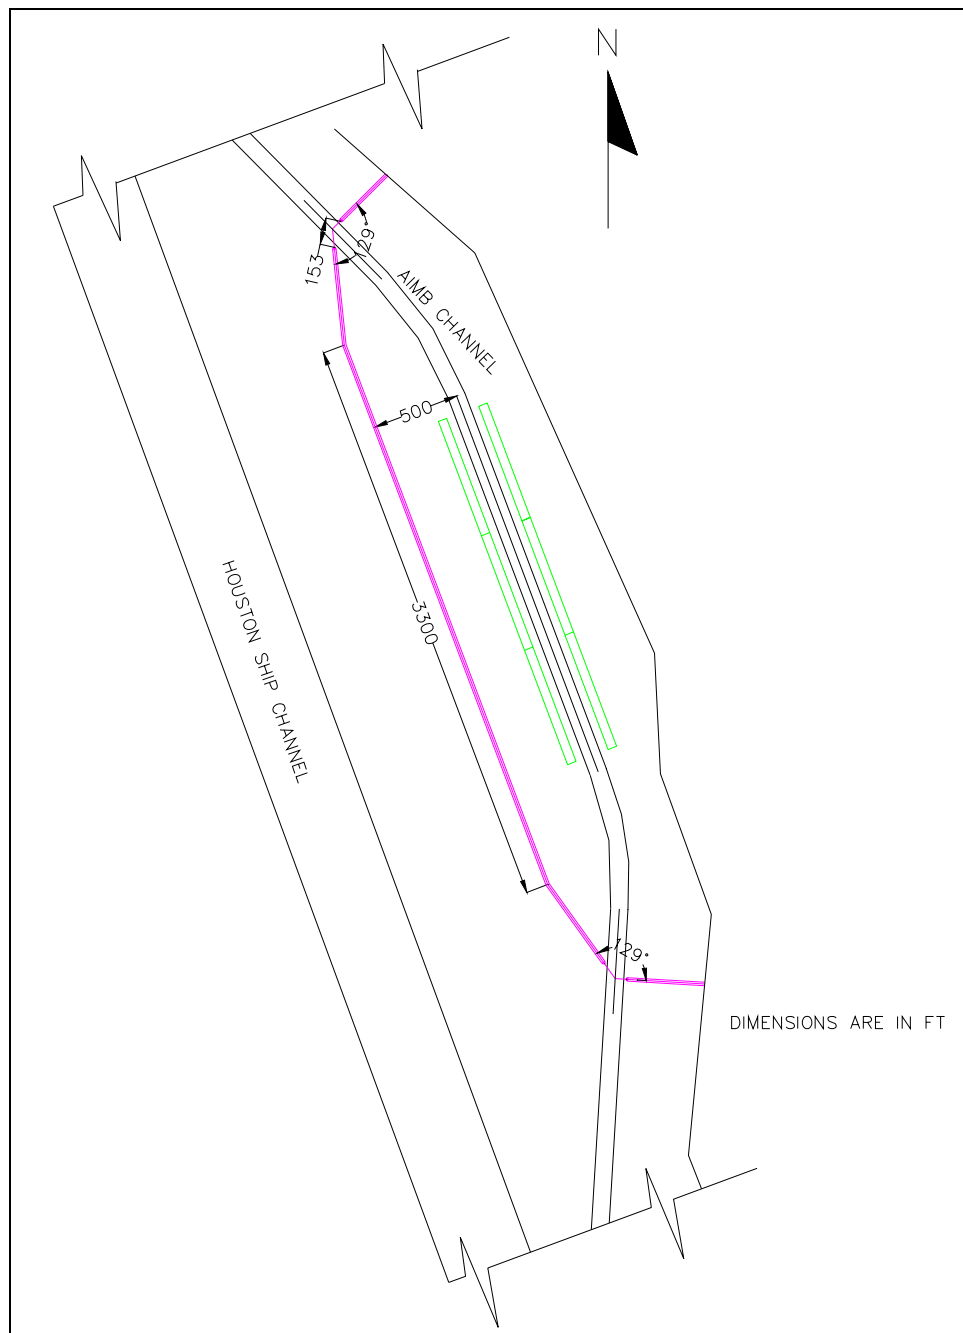 N
129°
153
AIMB CHANNEL
500
3300
HOUSTON SHIP CHANNEL
129°
DIMENSIONS ARE IN FT